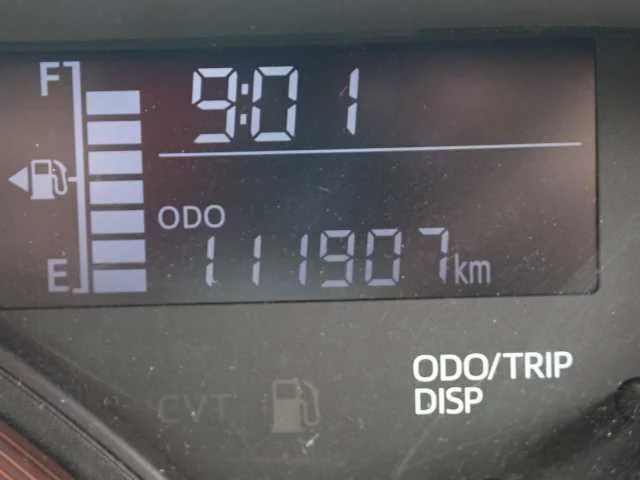 F
9:01
ODO
E
111907km
ODO/TRIP
DISP
CVT